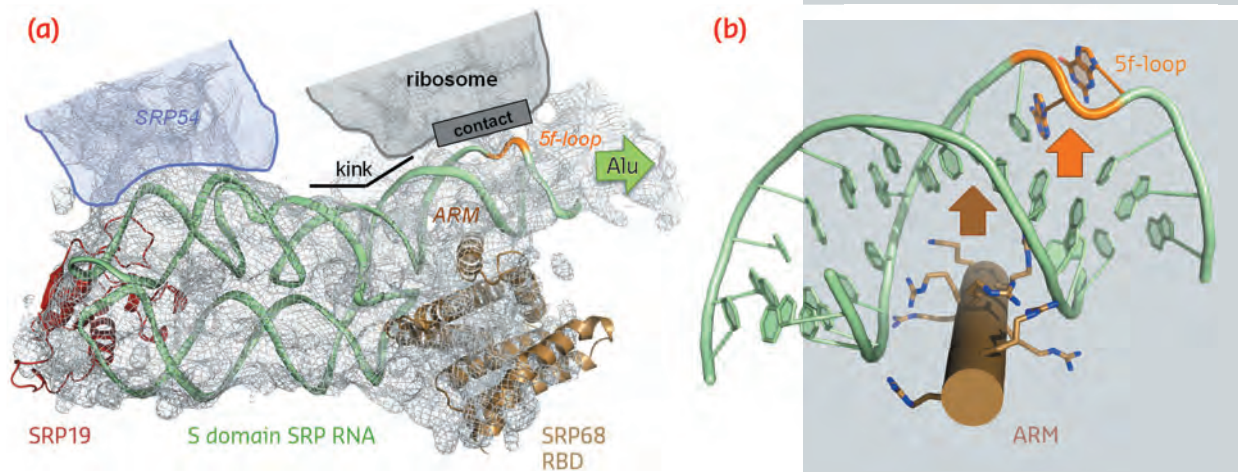 (a)
SRP54
ribosome
contact
kink
5f-loop
Alu
ARM
SRP19
S domain SRP RNA
SRP68
RBD
(b)
5f-loop
ARM